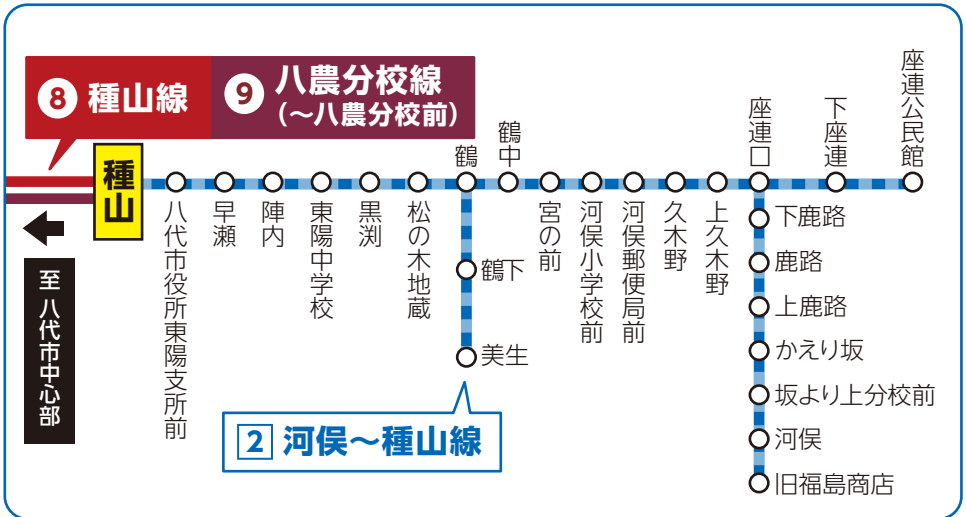 8 種山線
9 八農分校線
(～八農分校前)
種山
至 八代市中心部
八代市役所東陽支所前
早瀬
陣内
東陽中学校
黒渕
松の木地蔵
鶴
鶴中
宮の前
河俣小学校前
河俣郵便局前
久木野
上久木野
座連口
下座連
座連公民館
鶴下
美生
下鹿路
鹿路
上鹿路
かえり坂
坂より上分校前
河俣
旧福島商店
2 河俣～種山線